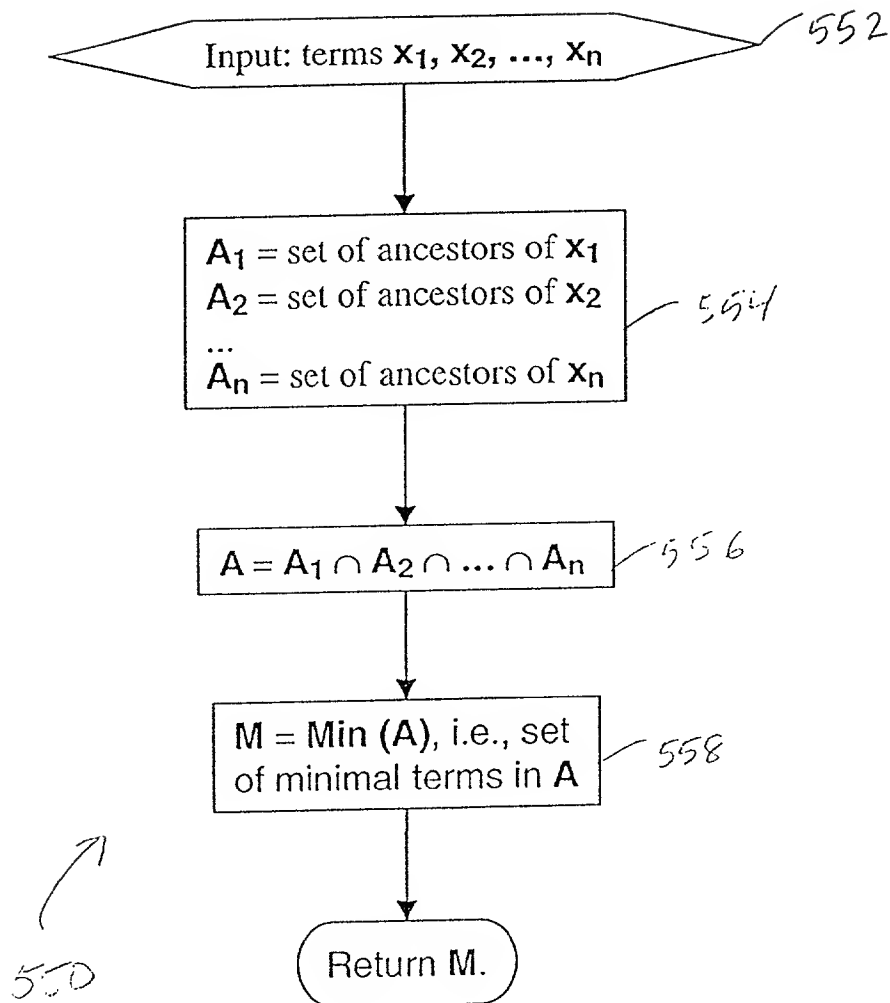 Input: terms x₁, x₂, ..., xₙ
552
A₁ = set of ancestors of x₁
A₂ = set of ancestors of x₂
...
Aₙ = set of ancestors of xₙ
554
A = A₁ ∩ A₂ ∩ ... ∩ Aₙ
556
M = Min (A), i.e., set
of minimal terms in A
558
Return M.
550